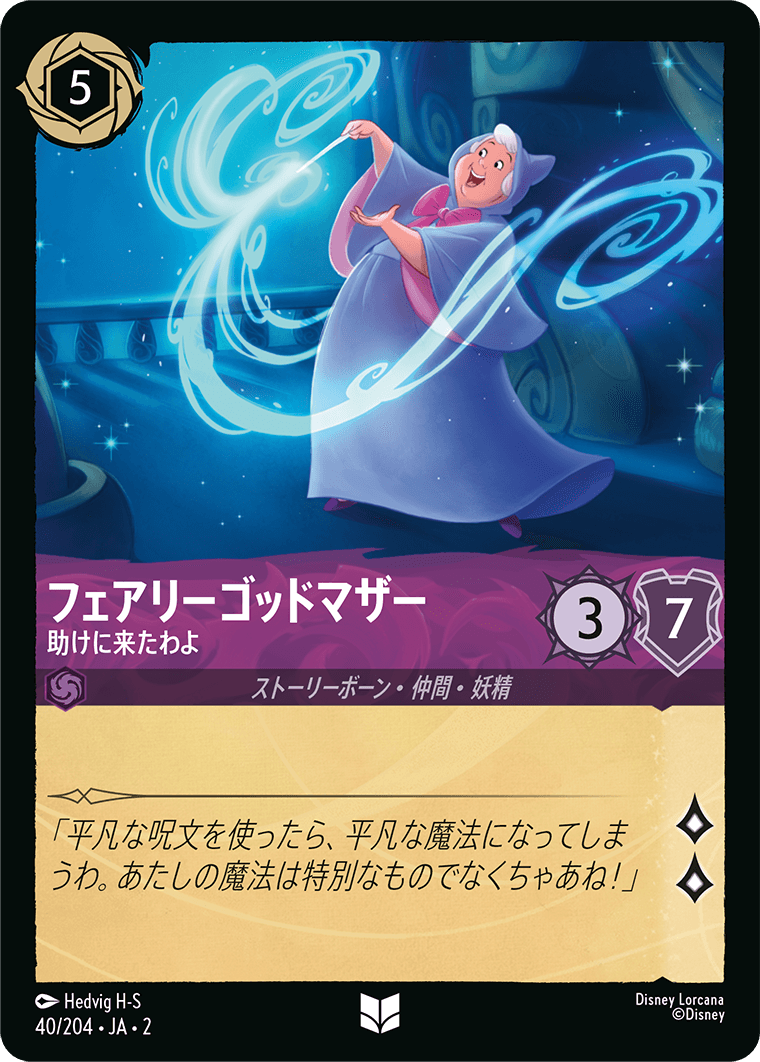 5
フェアリーゴッドマザー
助けに来たわよ
3
7
ストーリーボーン・仲間・妖精
「平凡な呪文を使ったら、平凡な魔法になってしま
うわ。あたしの魔法は特別なものでなくちゃあね！」
Hedvig H-S
40/204 • JA • 2
Disney Lorcana
©Disney